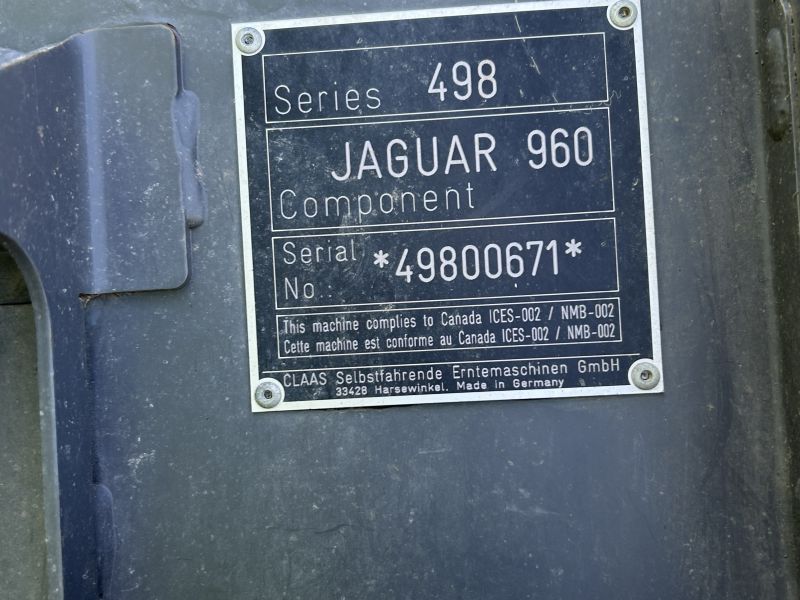 Series 498
JAGUAR 960
Component
Serial
No. *49800671*
This machine complies to Canada ICES-002 / NMB-002
Cette machine est conforme au Canada ICES-002 / NMB-002
CLAAS Selbstfahrende Erntemaschinen GmbH
33428 Harsewinkel. Made in Germany